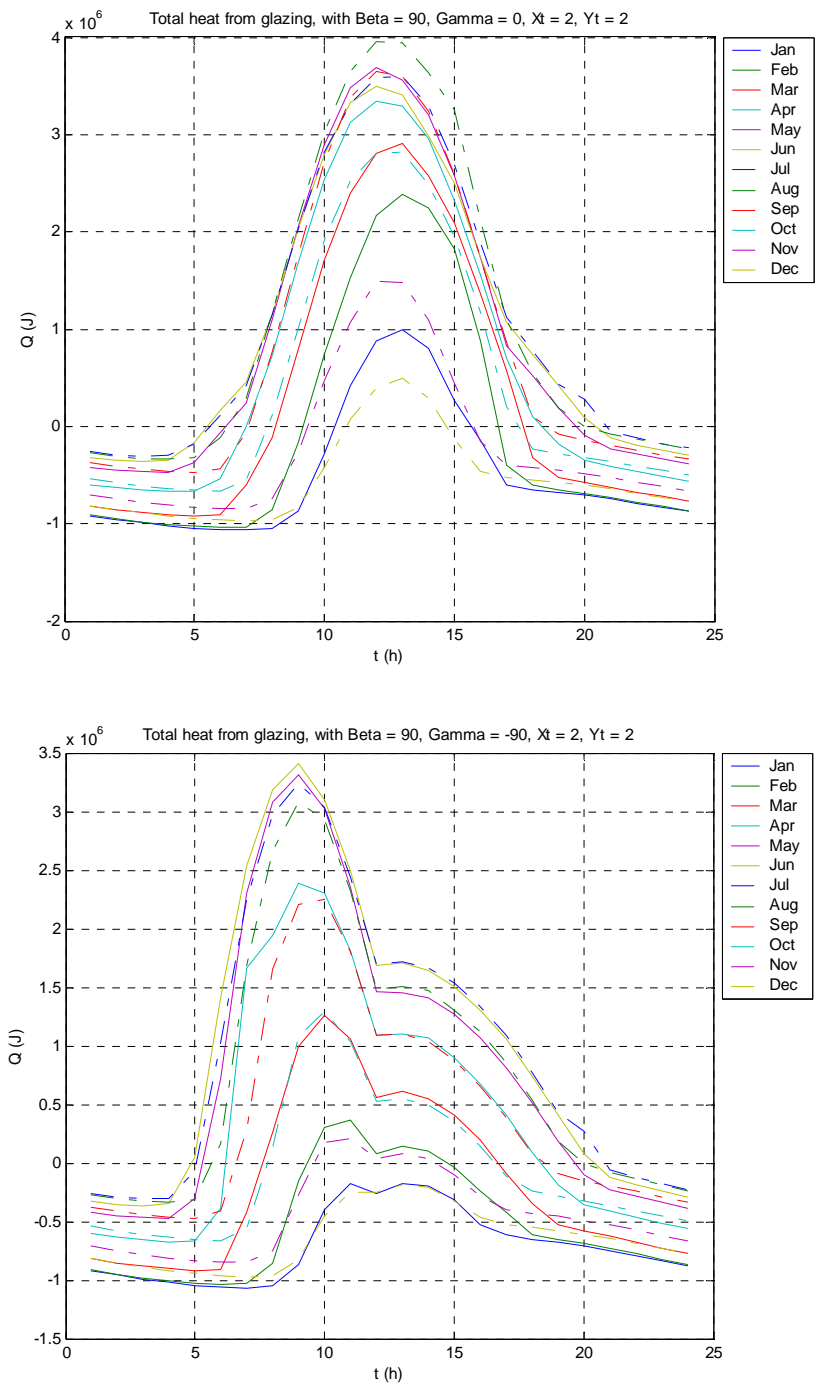 Total heat from glazing, with Beta = 90, Gamma = 0, Xt = 2, Yt = 2
x 10^6
4
3
2
1
0
-1
-2
Q (J)
0 5 10 15 20 25
t (h)
Jan
Feb
Mar
Apr
May
Jun
Jul
Aug
Sep
Oct
Nov
Dec
Total heat from glazing, with Beta = 90, Gamma = -90, Xt = 2, Yt = 2
x 10^6
3.5
3
2.5
2
1.5
1
0.5
0
-0.5
-1
-1.5
Q (J)
0 5 10 15 20 25
t (h)
Jan
Feb
Mar
Apr
May
Jun
Jul
Aug
Sep
Oct
Nov
Dec